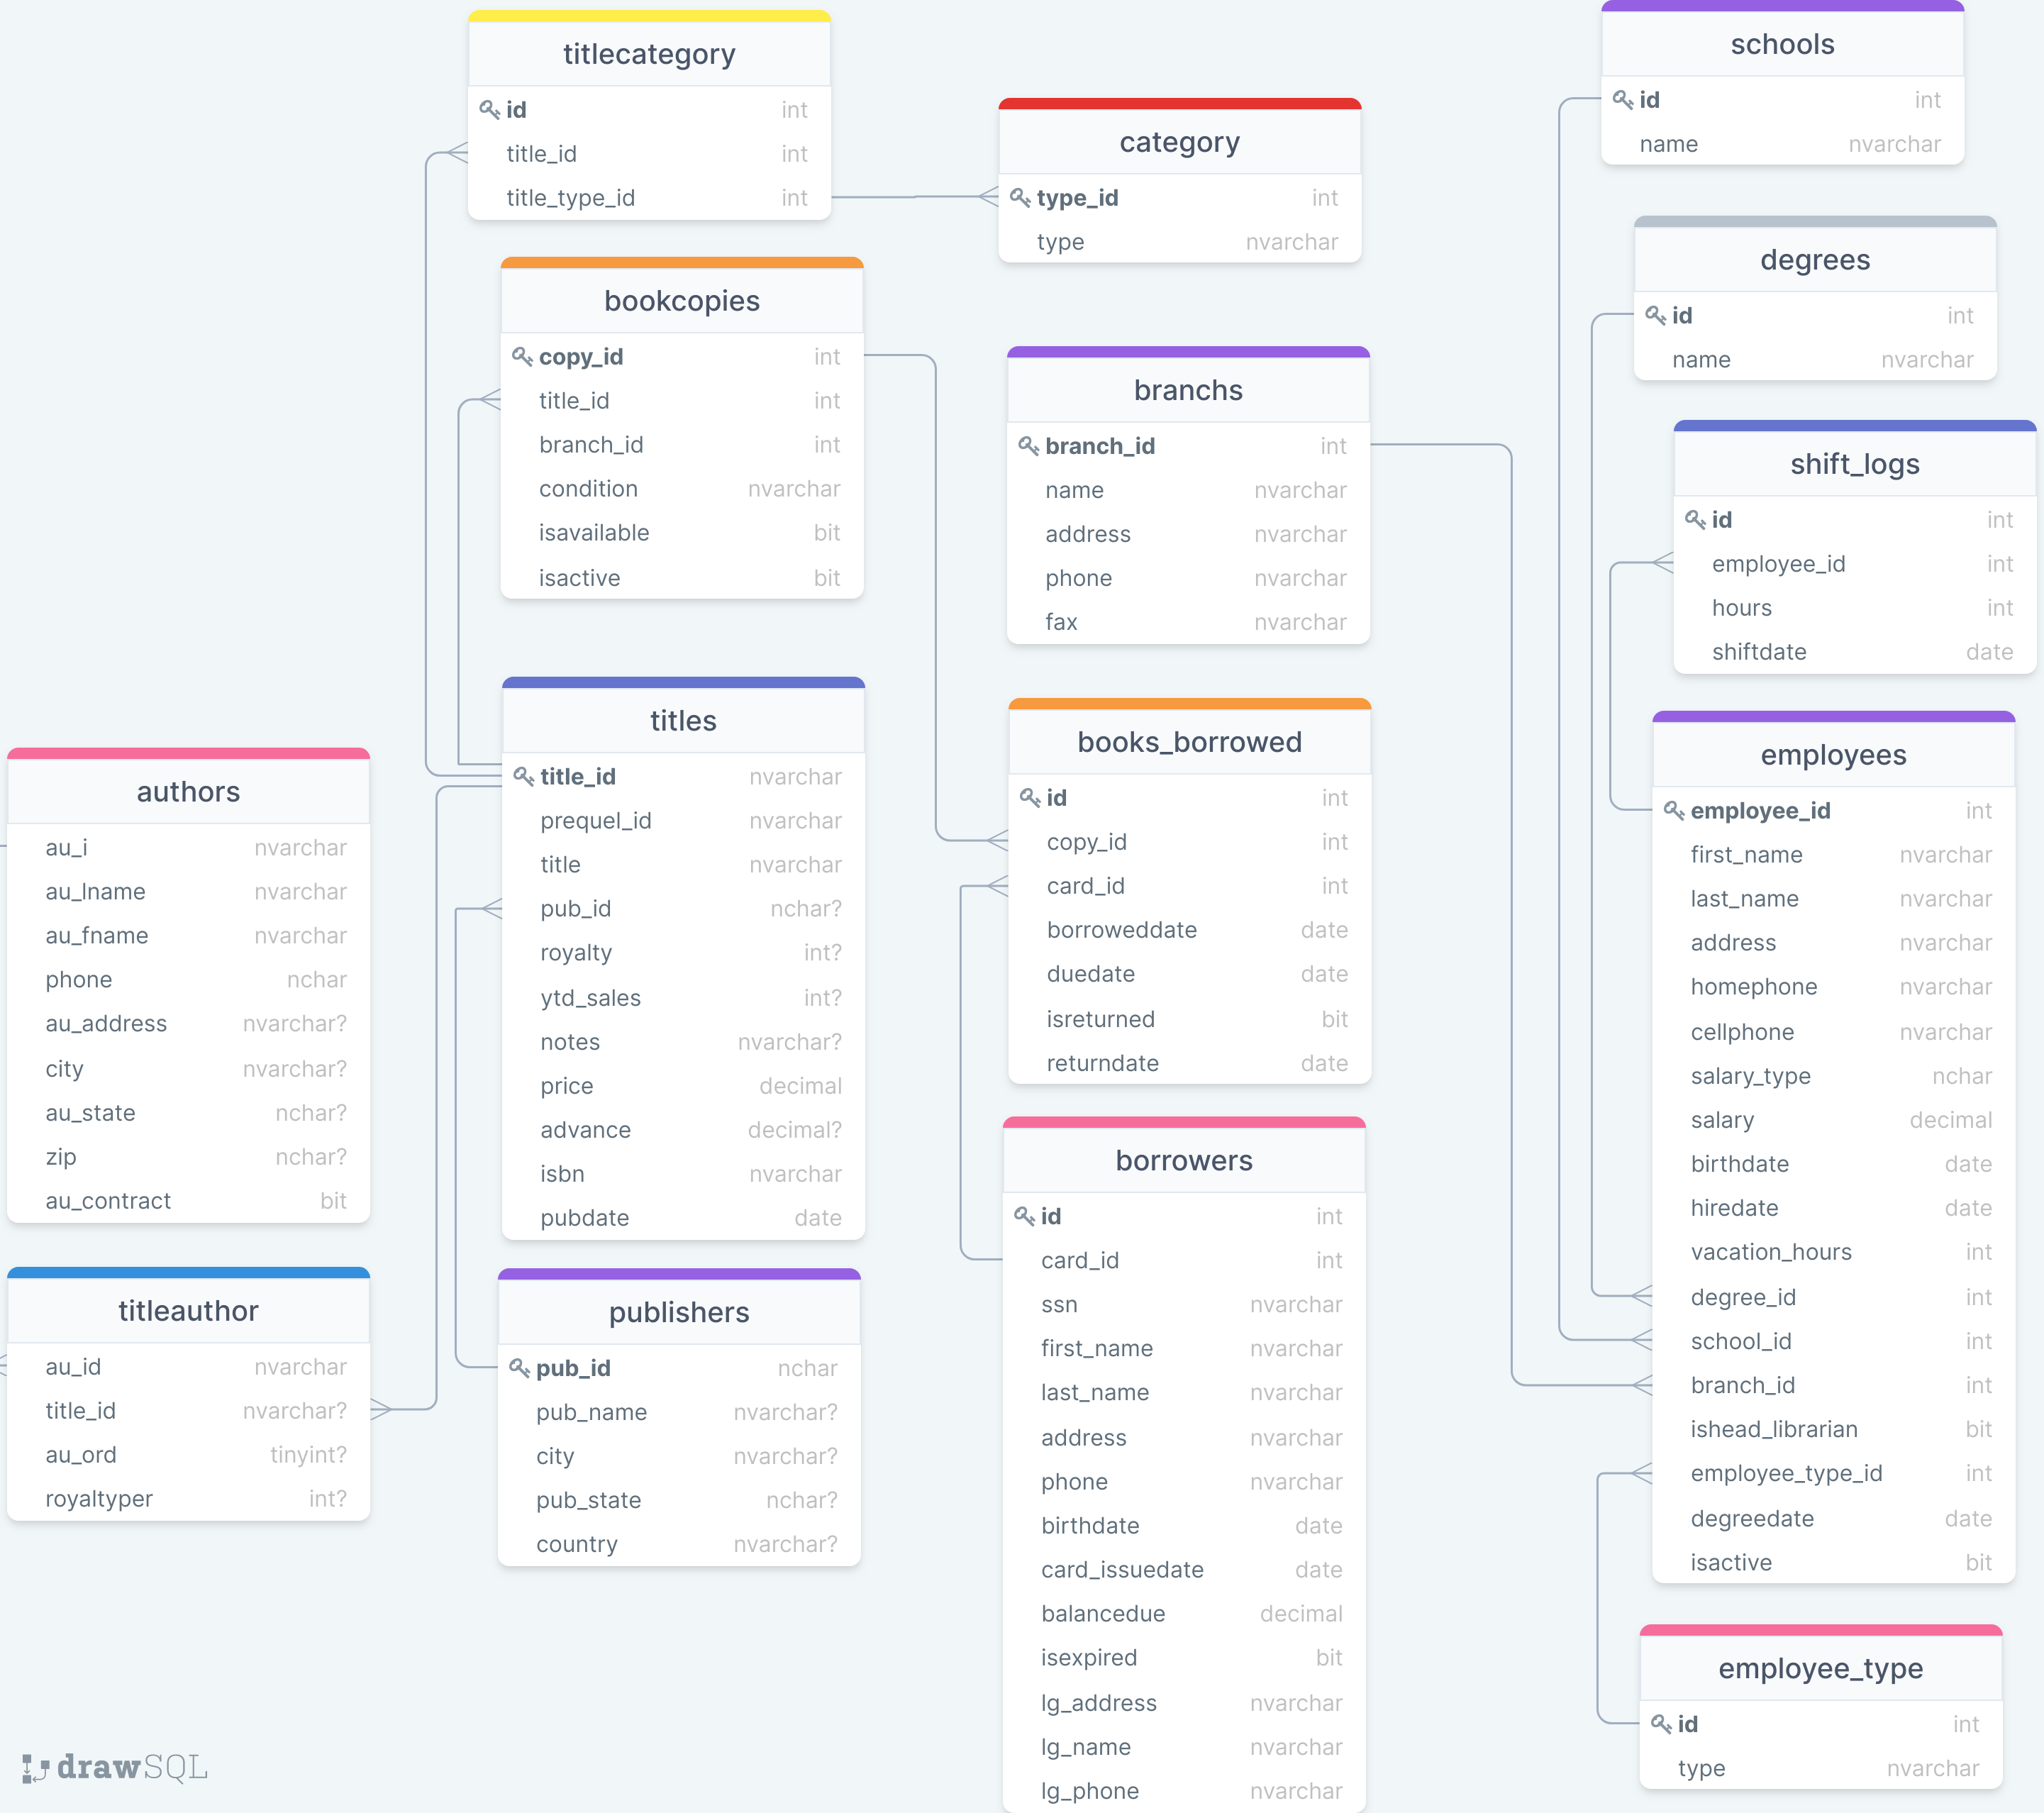 titlecategory
id int
title_id int
title_type_id int
category
type_id int
type nvarchar
schools
id int
name nvarchar
degrees
id int
name nvarchar
bookcopies
copy_id int
title_id int
branch_id int
condition nvarchar
isavailable bit
isactive bit
branchs
branch_id int
name nvarchar
address nvarchar
phone nvarchar
fax nvarchar
shift_logs
id int
employee_id int
hours int
shiftdate date
authors
au_i nvarchar
au_lname nvarchar
au_fname nvarchar
phone nchar
au_address nvarchar?
city nvarchar?
au_state nchar?
zip nchar?
au_contract bit
titles
title_id nvarchar
prequel_id nvarchar
title nvarchar
pub_id nchar?
royalty int?
ytd_sales int?
notes nvarchar?
price decimal
advance decimal?
isbn nvarchar
pubdate date
books_borrowed
id int
copy_id int
card_id int
borroweddate date
duedate date
isreturned bit
returndate date
employees
employee_id int
first_name nvarchar
last_name nvarchar
address nvarchar
homephone nvarchar
cellphone nvarchar
salary_type nchar
salary decimal
birthdate date
hiredate date
vacation_hours int
degree_id int
school_id int
branch_id int
ishead_librarian bit
employee_type_id int
degreedate date
isactive bit
titleauthor
au_id nvarchar
title_id nvarchar?
au_ord tinyint?
royaltyper int?
publishers
pub_id nchar
pub_name nvarchar?
city nvarchar?
pub_state nchar?
country nvarchar?
borrowers
id int
card_id int
ssn nvarchar
first_name nvarchar
last_name nvarchar
address nvarchar
phone nvarchar
birthdate date
card_issuedate date
balancedue decimal
isexpired bit
lg_address nvarchar
lg_name nvarchar
lg_phone nvarchar
employee_type
id int
type nvarchar
drawSQL